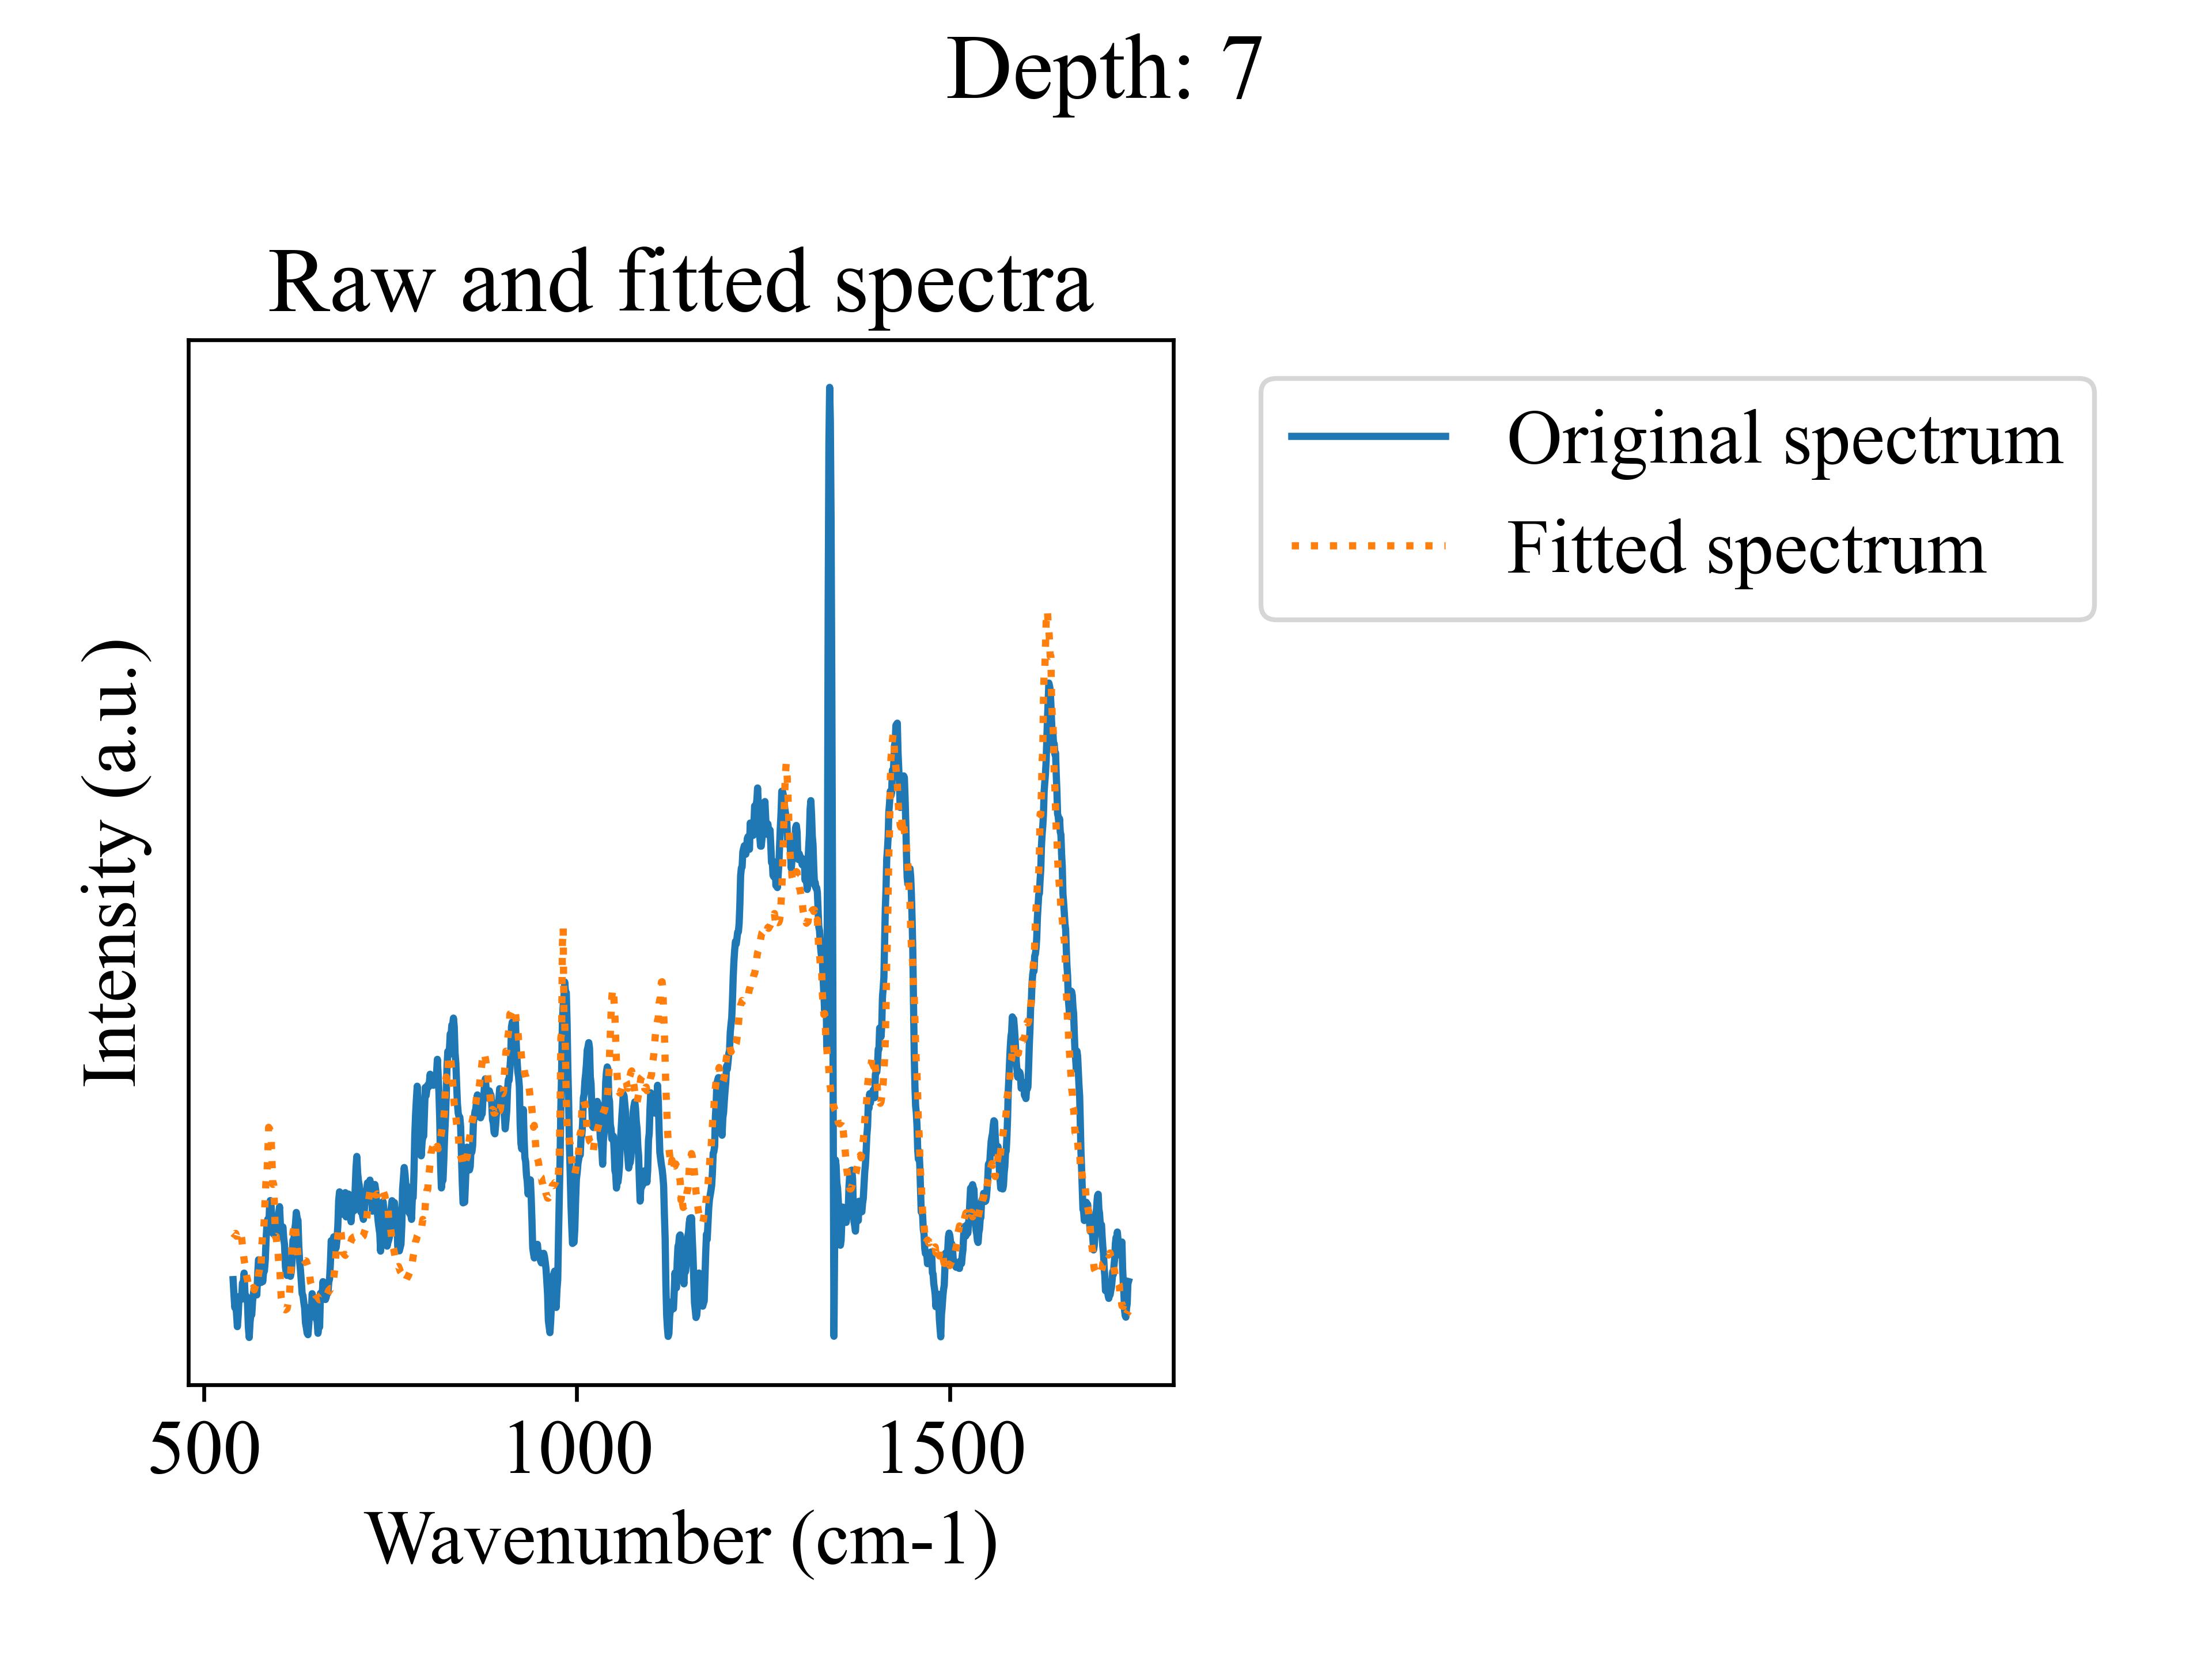 Depth: 7
Raw and fitted spectra
Original spectrum
Fitted spectrum
Intensity (a.u.)
500 1000 1500
Wavenumber (cm-1)